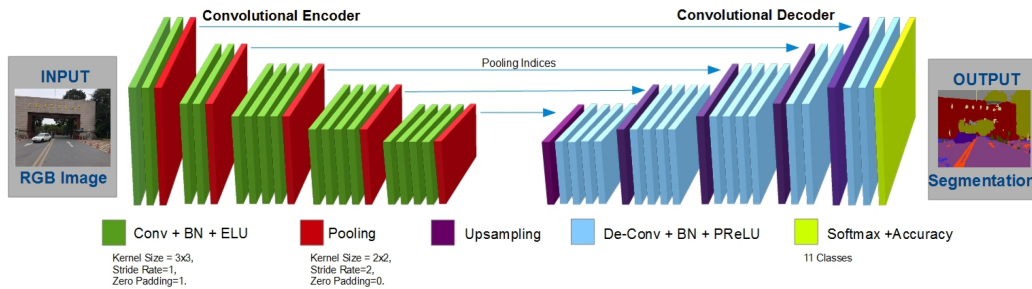 Convolutional Encoder
Convolutional Decoder
INPUT
RGB Image
Pooling Indices
OUTPUT
Segmentation
Conv + BN + ELU
Pooling
Upsampling
De-Conv + BN + PReLU
Softmax +Accuracy
Kernel Size = 3x3,
Stride Rate=1,
Zero Padding=1.
Kernel Size = 2x2,
Stride Rate=2,
Zero Padding=0.
11 Classes